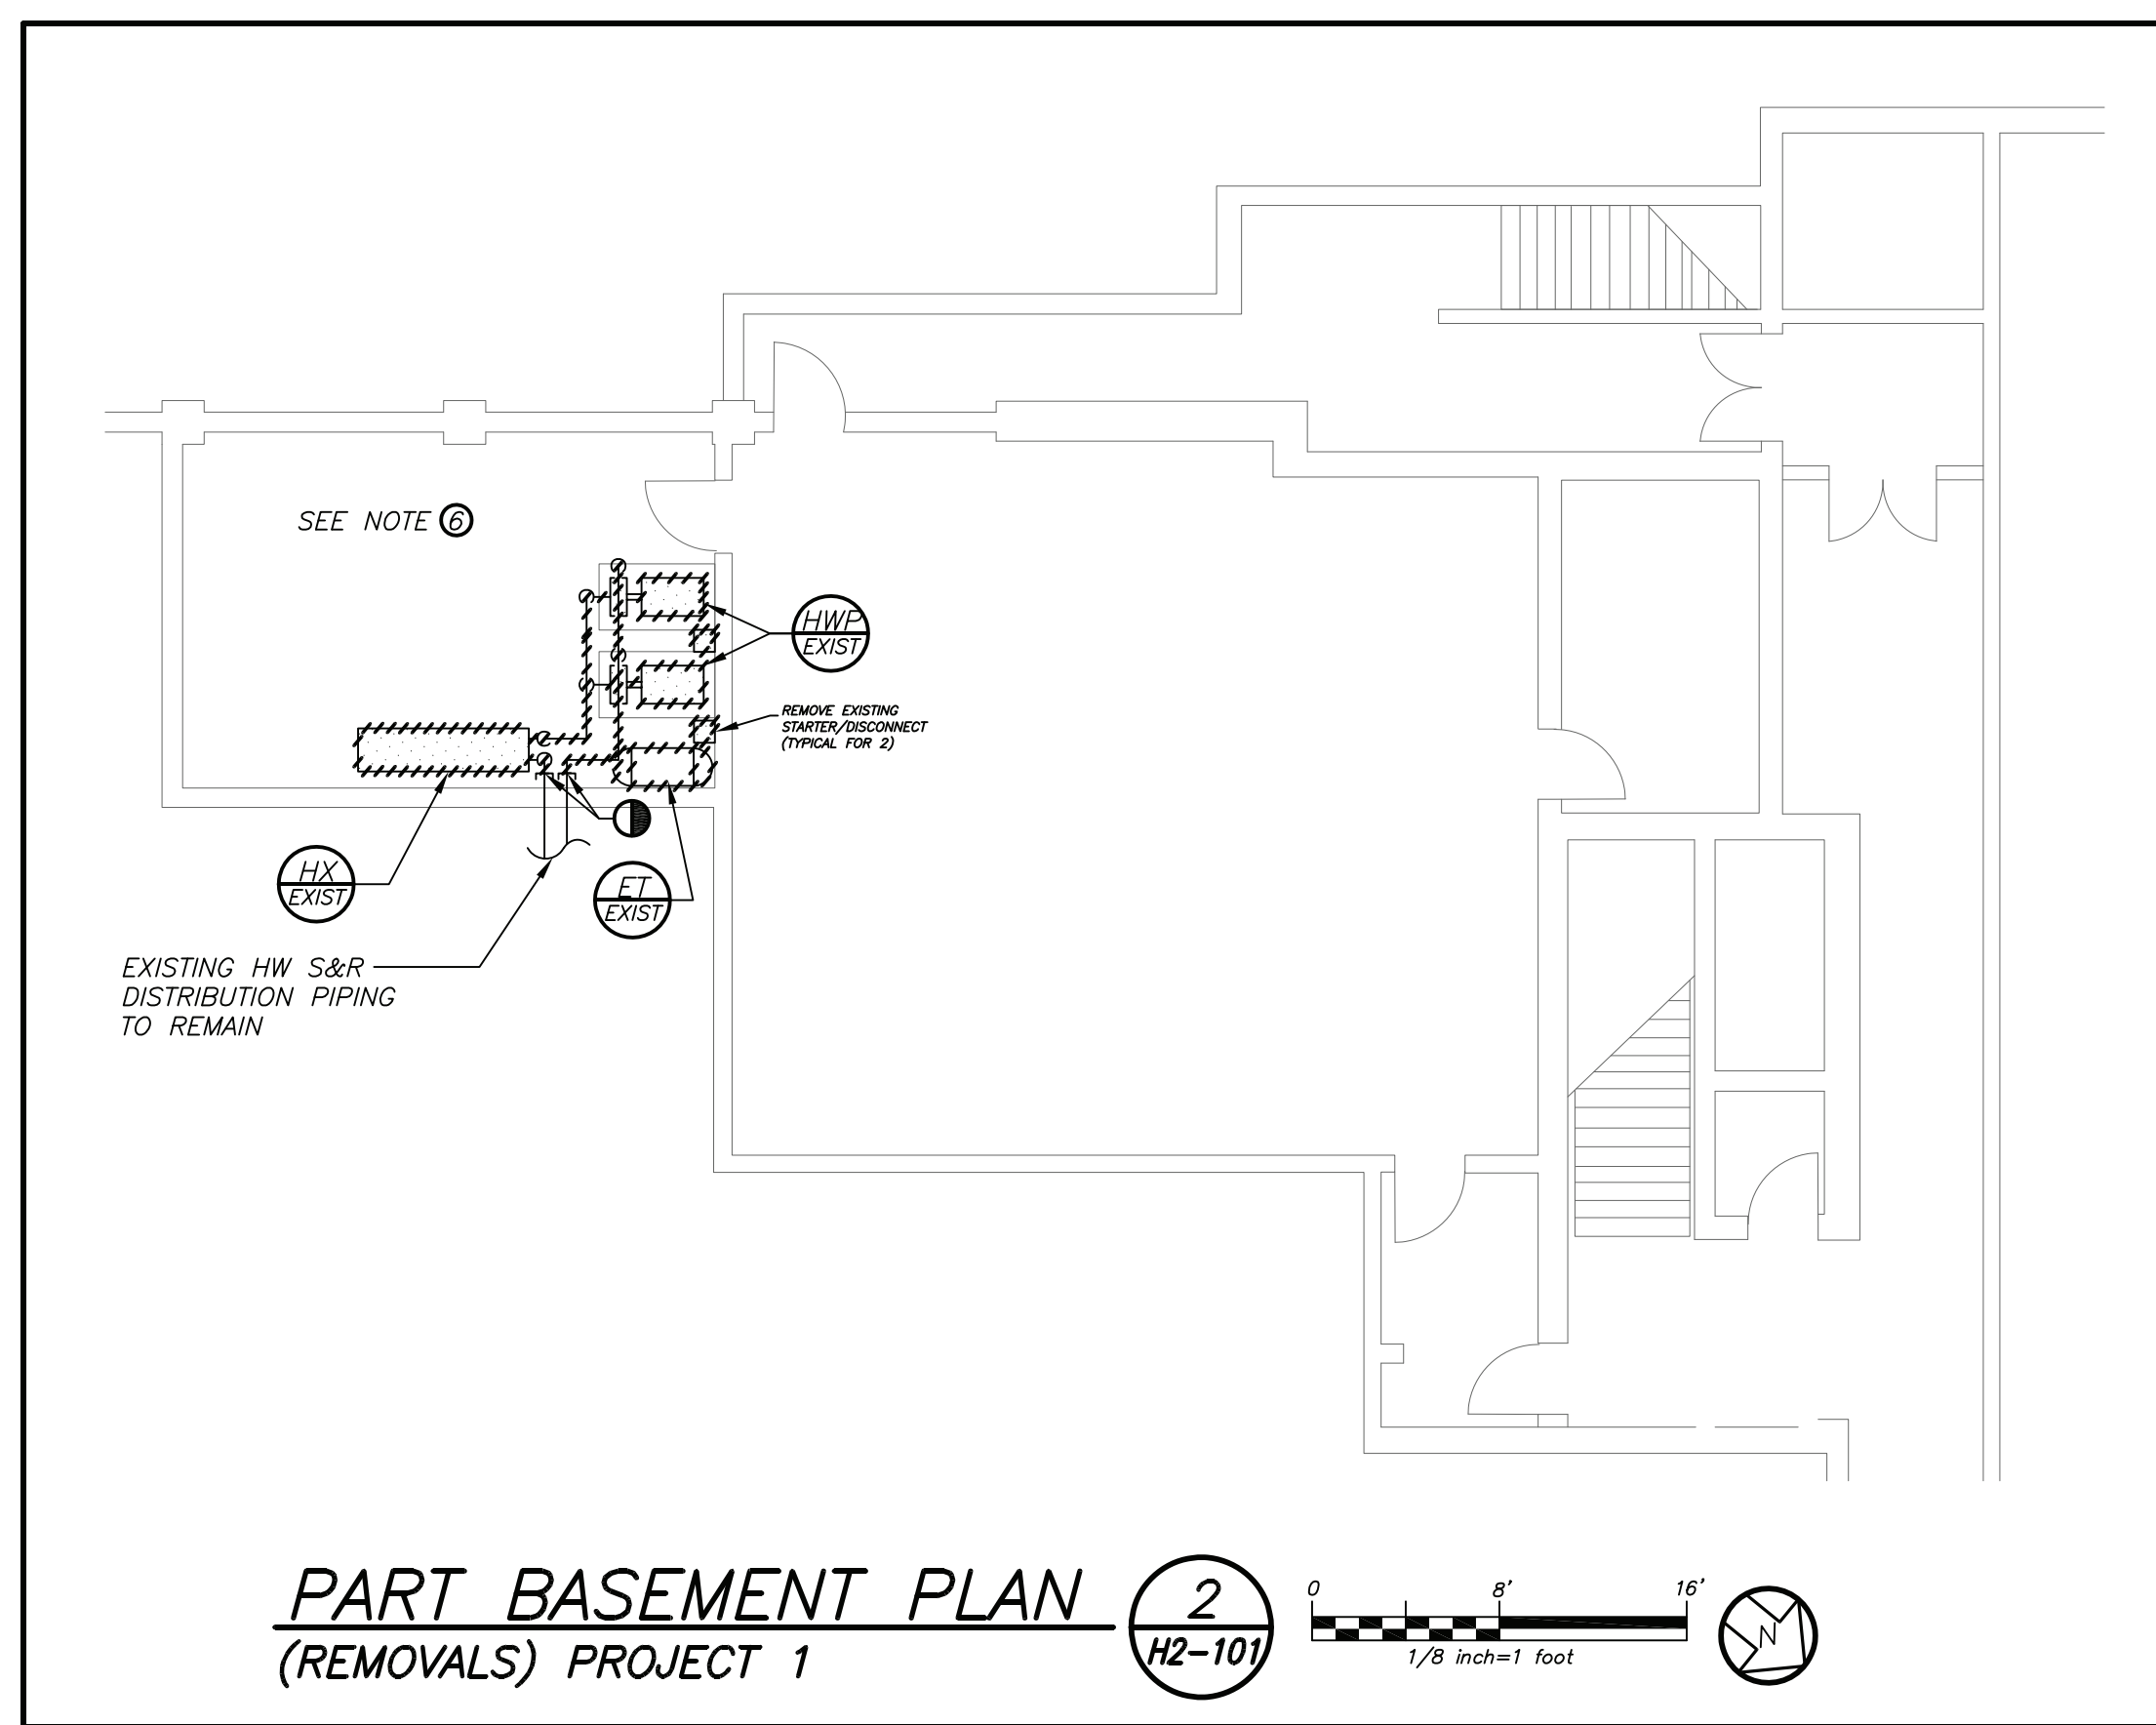 SEE NOTE 6
HWP
EXIST
REMOVE EXISTING
STARTER/DISCONNECT
(TYPICAL FOR 2)
HX
EXIST
ET
EXIST
EXISTING HW S&R
DISTRIBUTION PIPING
TO REMAIN
PART BASEMENT PLAN
(REMOVALS) PROJECT 1
2
H2-101
0 8' 16'
1/8 inch=1 foot
N